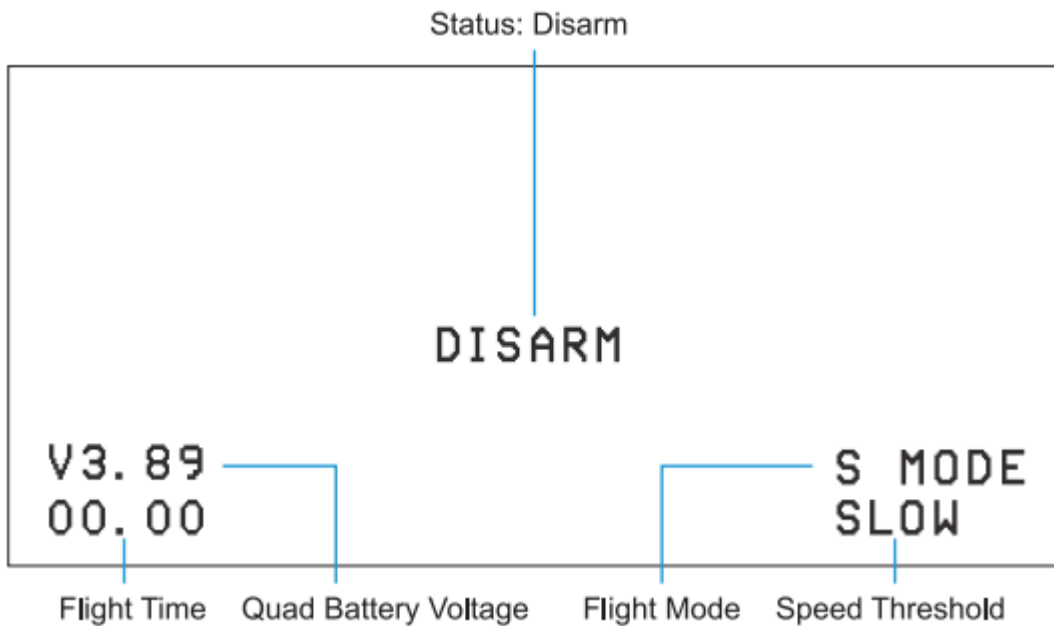 Status: Disarm
DISARM
V3.89
S MODE
00.00
SLOW
Flight Time
Quad Battery Voltage
Flight Mode
Speed Threshold